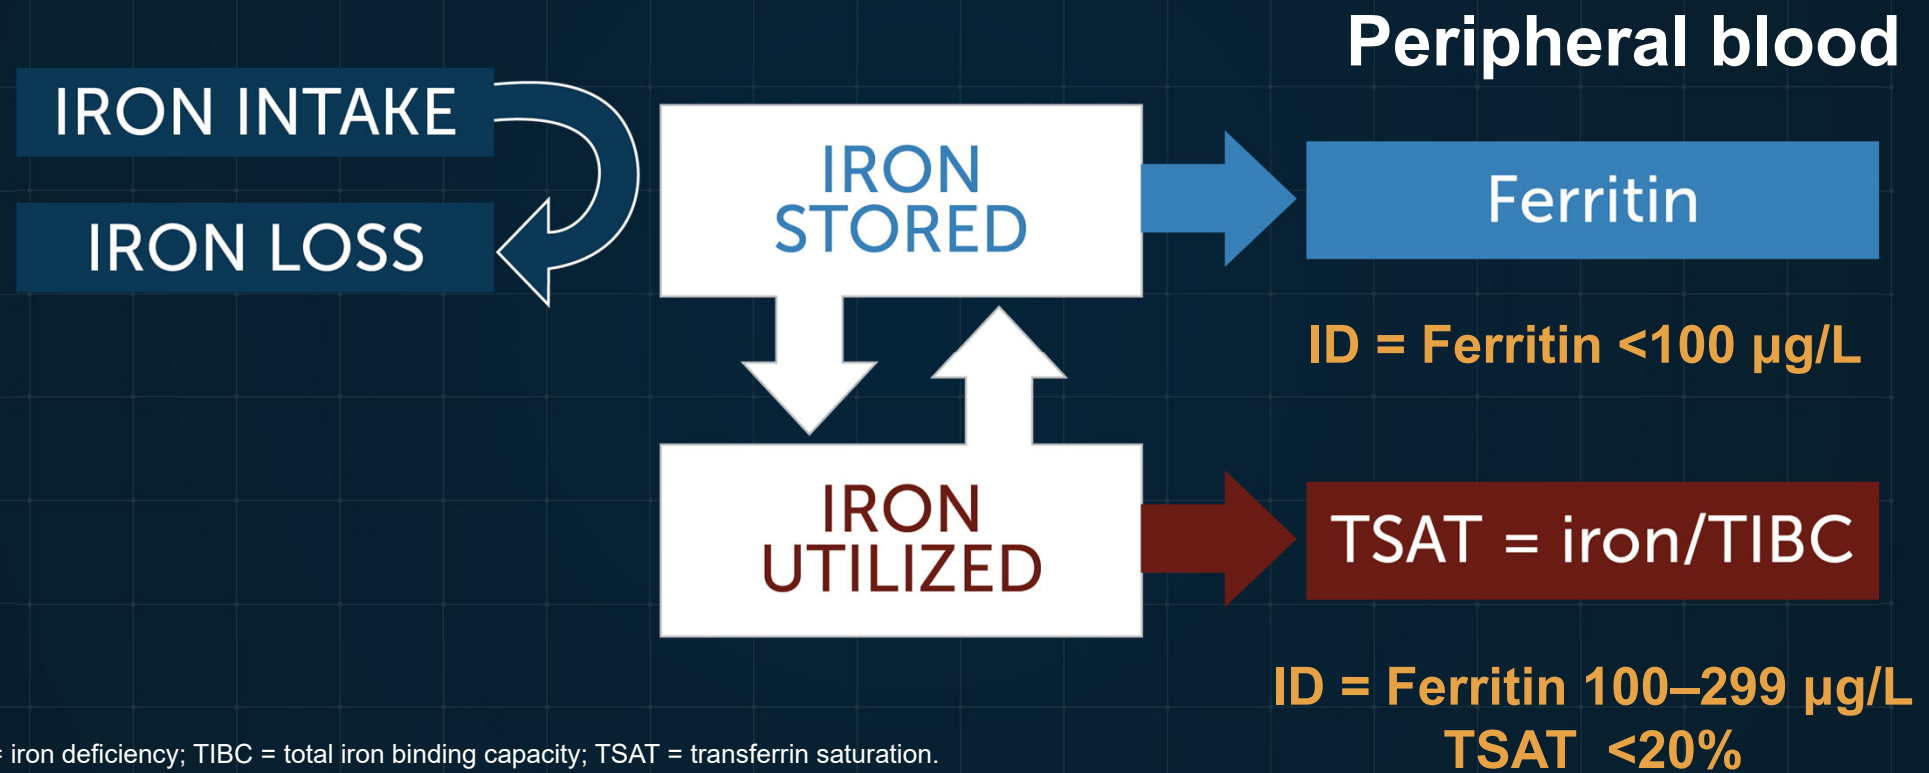 Peripheral blood
IRON INTAKE
IRON LOSS
IRON
STORED
Ferritin
ID = Ferritin <100 µg/L
IRON
UTILIZED
TSAT = iron/TIBC
ID = Ferritin 100–299 µg/L
TSAT <20%
= iron deficiency; TIBC = total iron binding capacity; TSAT = transferrin saturation.